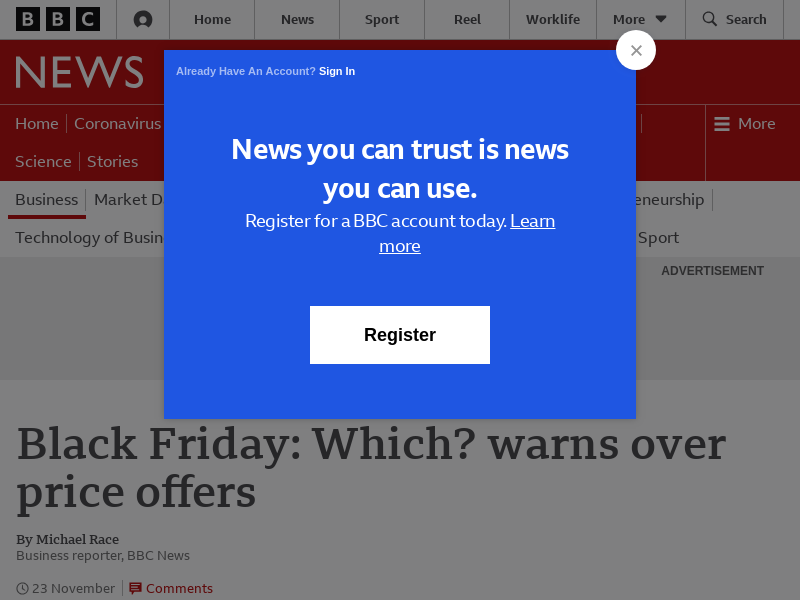 BBC
Home
News
Sport
Reel
Worklife
More
Search
NEWS
Home
Coronavirus
More
Science
Stories
Already Have An Account? Sign In
News you can trust is news
you can use.
Register for a BBC account today. Learn
more
Register
Business
Market D
eneurship
Technology of Busin
Sport
ADVERTISEMENT
Black Friday: Which? warns over
price offers
By Michael Race
Business reporter, BBC News
23 November
Comments